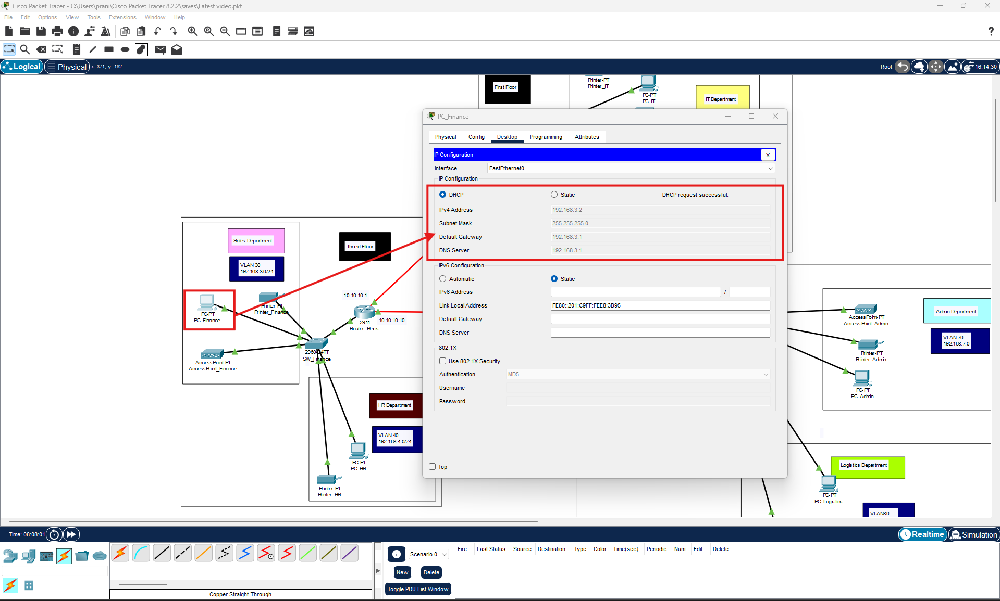 Cisco Packet Tracer - C:\Users\prani\Cisco Packet Tracer 8.2.2\saves\Latest video.pkt
File Edit Options View Tools Extensions Window Help
?
Logical Physical x: 371, y: 182 Root 16:14:30
First Floor
Printer-PT
Printer_IT
PC-PT
PC_IT
IT Department
PC_Finance
Physical Config Desktop Programming Attributes
IP Configuration X
Interface FastEthernet0
IP Configuration
DHCP Static DHCP request successful.
IPv4 Address 192.168.3.2
Subnet Mask 255.255.255.0
Default Gateway 192.168.3.1
DNS Server 192.168.3.1
IPv6 Configuration
Automatic Static
IPv6 Address /
Link Local Address FE80::201:C9FF:FEE8:3B95
Default Gateway
DNS Server
802.1X
Use 802.1X Security
Authentication MD5
Username
Password
Top
Sales Department
VLAN 30
192.168.3.0/24
Thried Flbor
PC-PT
PC_Finance
Printer-PT
Printer_Finance
10.10.10.1
10.10.10.10
2911
Router_Peiris
2960-24TT
SW_Finance
AccessPoint-PT
AccessPoint_Finance
HR Department
VLAN 40
192.168.4.0/24
PC-PT
PC_HR
Printer-PT
Printer_HR
AccessPoint-PT
Access Point_Admin
Admin Department
VLAN 70
192.168.7.0
Printer-PT
Printer_Admin
PC-PT
PC_Admin
Logistics Department
PC-PT
PC_Logistics
VLAN80
Time: 08:08:01 Realtime Simulation
Scenario 0
New Delete
Toggle PDU List Window
Fire Last Status Source Destination Type Color Time(sec) Periodic Num Edit Delete
Copper Straight-Through